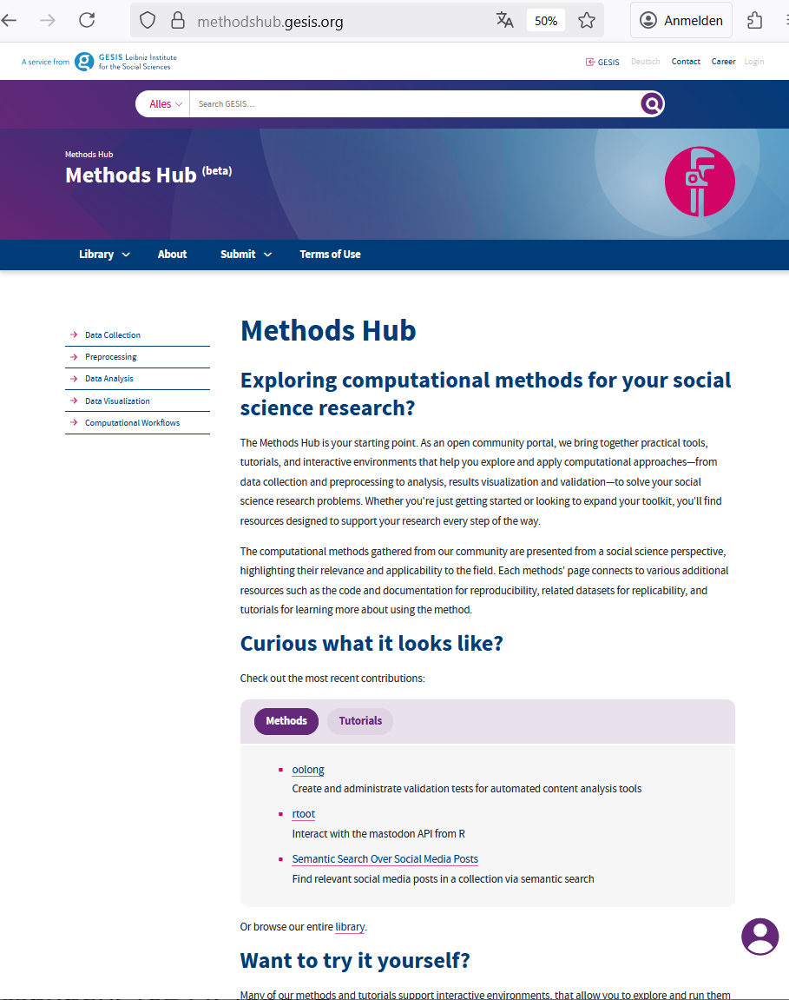 methodshub.gesis.org
50%
Anmelden
A service from
g
GESIS Leibniz Institute
for the Social Sciences
GESIS
Deutsch
Contact
Career
Login
Alles
Search GESIS...
Methods Hub
Methods Hub (beta)
Library
About
Submit
Terms of Use
Data Collection
Preprocessing
Data Analysis
Data Visualization
Computational Workflows
Methods Hub
Exploring computational methods for your social
science research?
The Methods Hub is your starting point. As an open community portal, we bring together practical tools,
tutorials, and interactive environments that help you explore and apply computational approaches—from
data collection and preprocessing to analysis, results visualization and validation—to solve your social
science research problems. Whether you're just getting started or looking to expand your toolkit, you'll find
resources designed to support your research every step of the way.
The computational methods gathered from our community are presented from a social science perspective,
highlighting their relevance and applicability to the field. Each methods' page connects to various additional
resources such as the code and documentation for reproducibility, related datasets for replicability, and
tutorials for learning more about using the method.
Curious what it looks like?
Check out the most recent contributions:
Methods
Tutorials
oolong
Create and administrate validation tests for automated content analysis tools
rtoot
Interact with the mastodon API from R
Semantic Search Over Social Media Posts
Find relevant social media posts in a collection via semantic search
Or browse our entire library.
Want to try it yourself?
Many of our methods and tutorials support interactive environments, that allow you to explore and run them